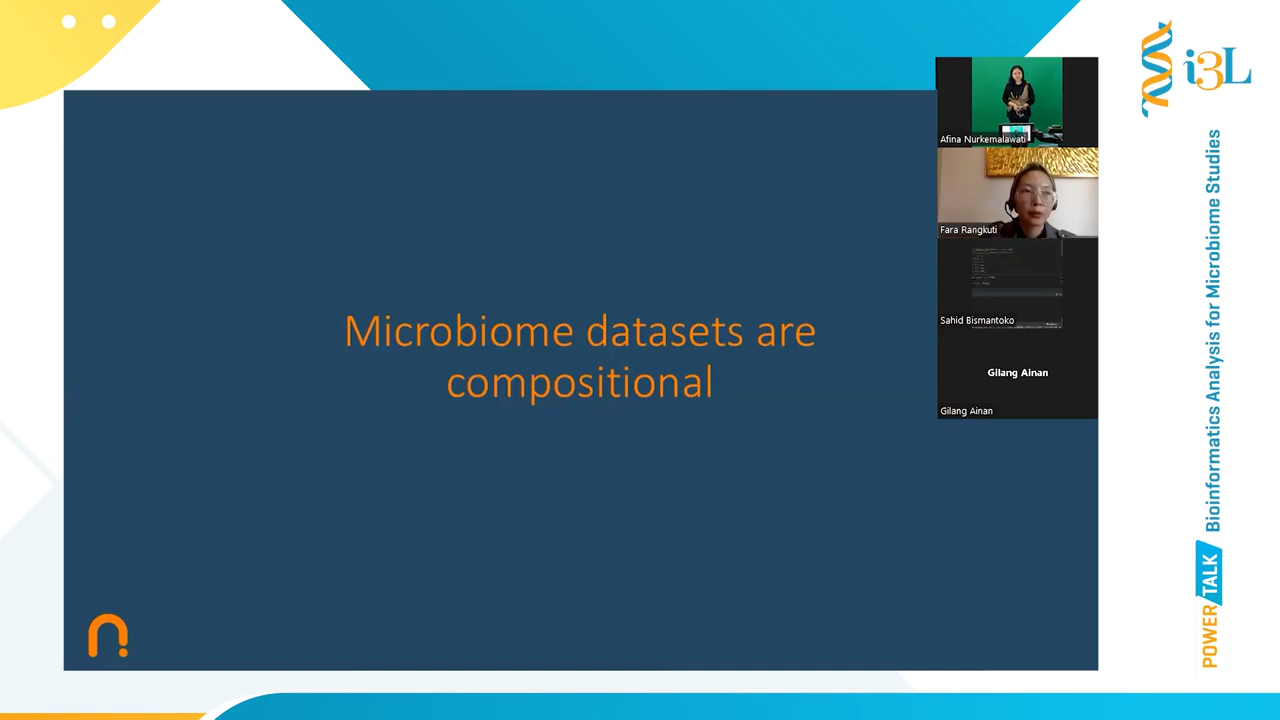 Microbiome datasets are
compositional
Afina Nurkemalawati
Fara Rangkuti
Sahid Bismantoko
Gilang Ainan
Gilang Ainan
i3L
POWER TALK Bioinformatics Analysis for Microbiome Studies